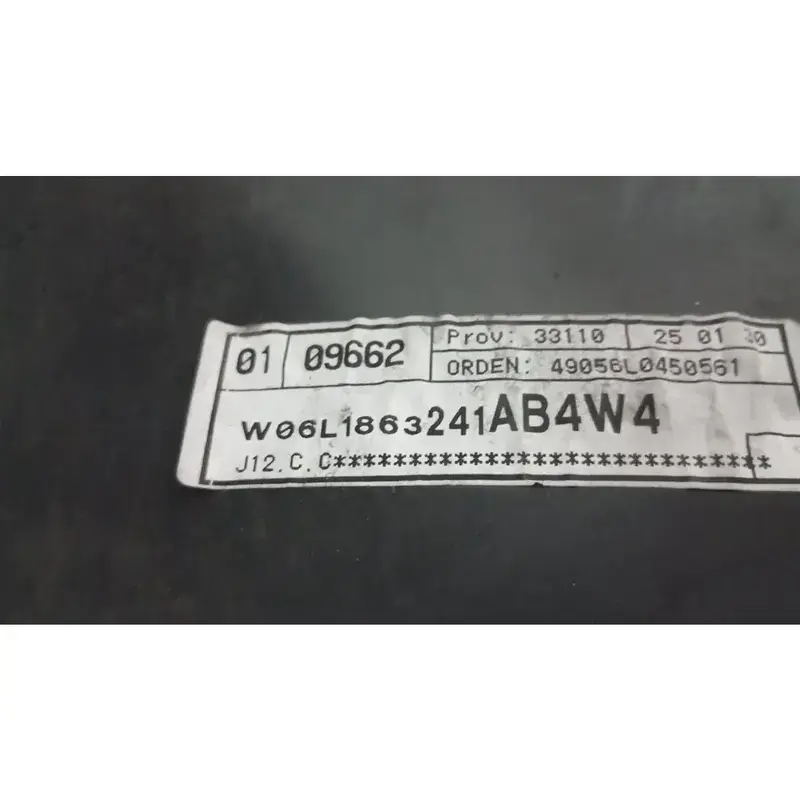 01 09662 Prov: 33110 25 01
ORDEN: 49056L0450561
W06L1863241AB4W4
J12.C.C*****************************